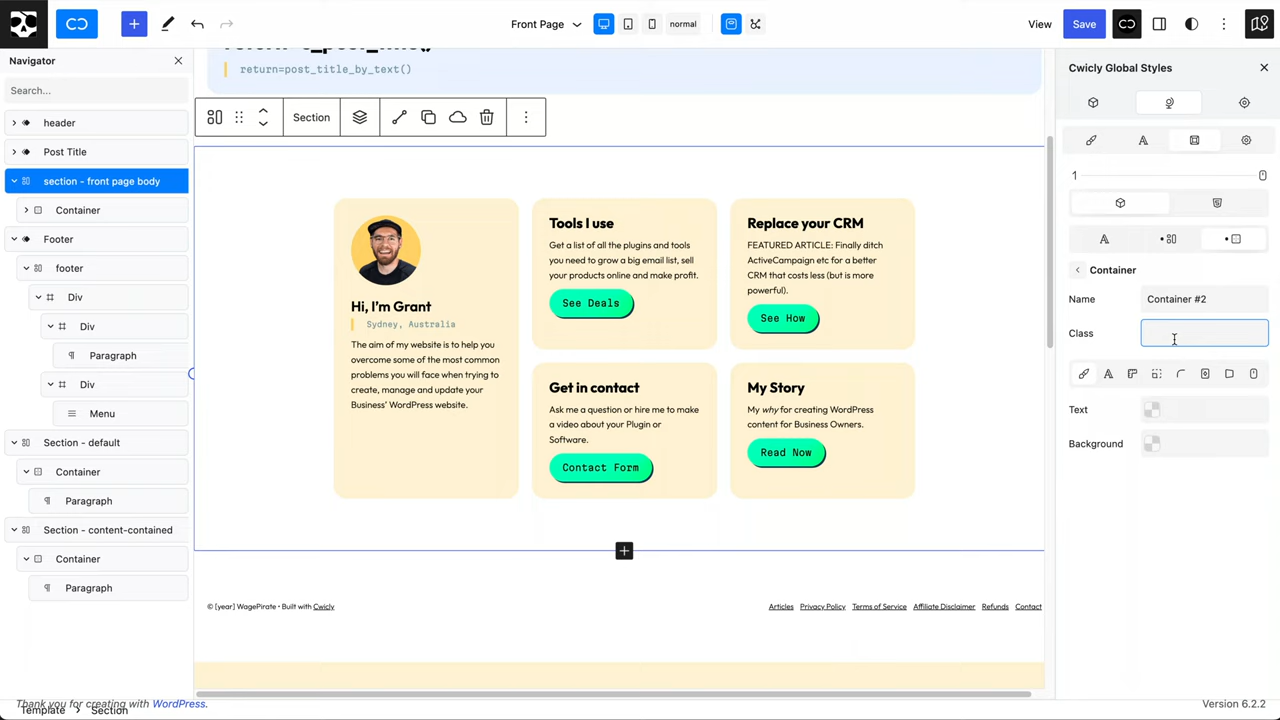 Front Page
normal
View
Save
Navigator
Search...
header
Post Title
section - front page body
Container
Footer
footer
Div
Div
Paragraph
Div
Menu
Section - default
Container
Paragraph
Section - content-contained
Container
Paragraph
return=post_title_by_text()
Section
Hi, I'm Grant
Sydney, Australia
The aim of my website is to help you
overcome some of the most common
problems you will face when trying to
create, manage and update your
Business' WordPress website.
Tools I use
Get a list of all the plugins and tools
you need to grow a big email list, sell
your products online and make profit.
See Deals
Replace your CRM
FEATURED ARTICLE: Finally ditch
ActiveCampaign etc for a better
CRM that costs less (but is more
powerful).
See How
Get in contact
Ask me a question or hire me to make
a video about your Plugin or
Software.
Contact Form
My Story
My why for creating WordPress
content for Business Owners.
Read Now
© [year] WagePirate • Built with Cwicly
Articles Privacy Policy Terms of Service Affiliate Disclaimer Refunds Contact
Cwicly Global Styles
1
Container
Name Container #2
Class
Text
Background
Thank you for creating with WordPress.
Version 6.2.2
Template > Section